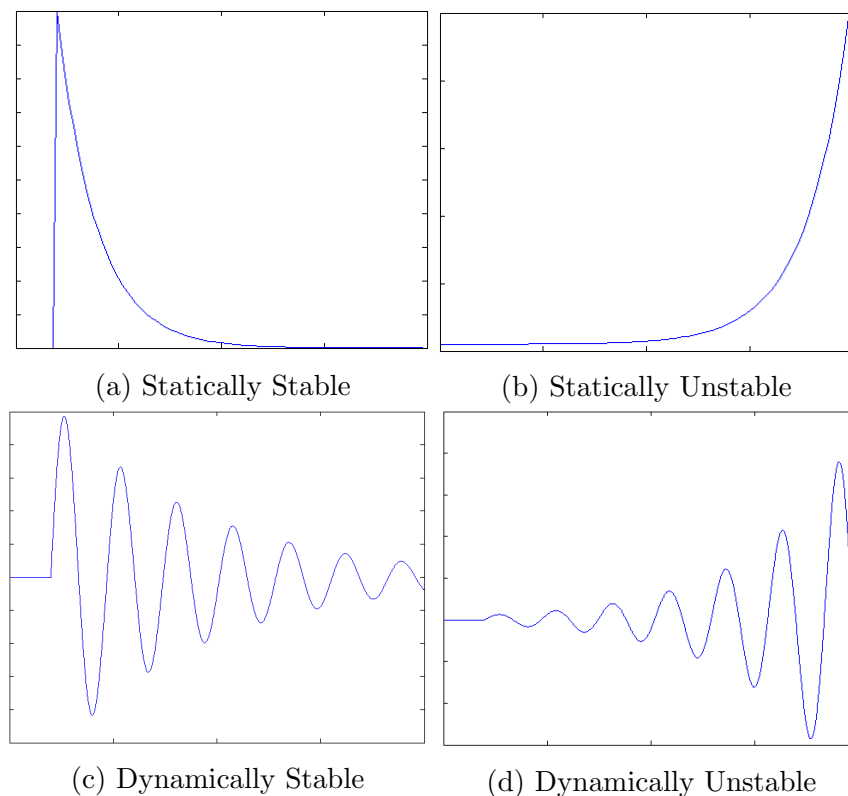 (a) Statically Stable
(b) Statically Unstable
(c) Dynamically Stable
(d) Dynamically Unstable